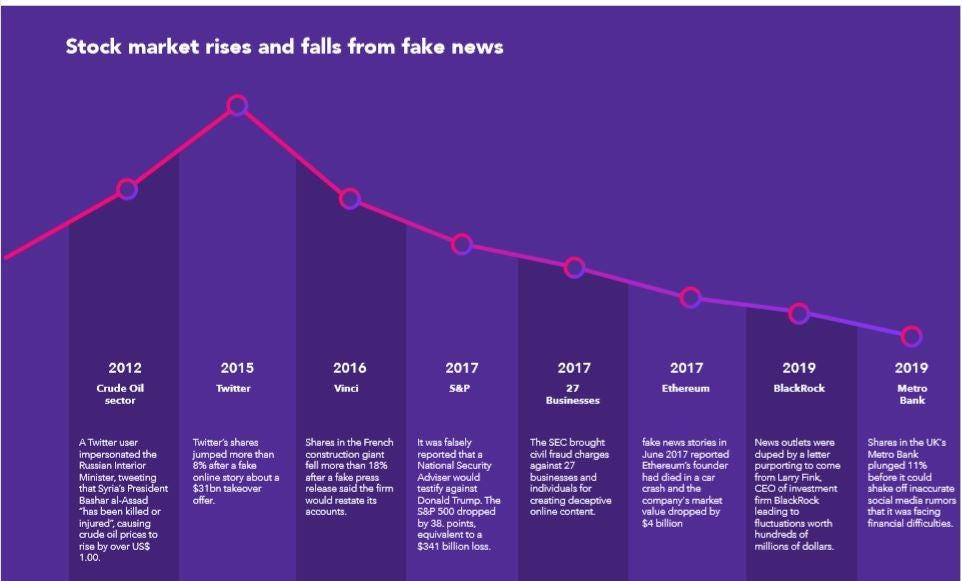 Stock market rises and falls from fake news
2012
Crude Oil
sector
A Twitter user
impersonated the
Russian Interior
Minister, tweeting
that Syria's President
Bashar al-Assad
"has been killed or
injured", causing
crude oil prices to
rise by over US$
1.00.
2015
Twitter
Twitter's shares
jumped more than
8% after a fake
online story about a
$31bn takeover
offer.
2016
Vinci
Shares in the French
construction giant
fell more than 18%
after a fake press
release said the firm
would restate its
accounts.
2017
S&P
It was falsely
reported that a
National Security
Adviser would
testify against
Donald Trump. The
S&P 500 dropped
by 38. points,
equivalent to a
$341 billion loss.
2017
27
Businesses
The SEC brought
civil fraud charges
against 27
businesses and
individuals for
creating deceptive
online content.
2017
Ethereum
fake news stories in
June 2017 reported
Ethereum's founder
had died in a car
crash and the
company's market
value dropped by
$4 billion
2019
BlackRock
News outlets were
duped by a letter
purporting to come
from Larry Fink,
CEO of investment
firm BlackRock
leading to
fluctuations worth
hundreds of
millions of dollars.
2019
Metro
Bank
Shares in the UK's
Metro Bank
plunged 11%
before it could
shake off inaccurate
social media rumors
that it was facing
financial difficulties.